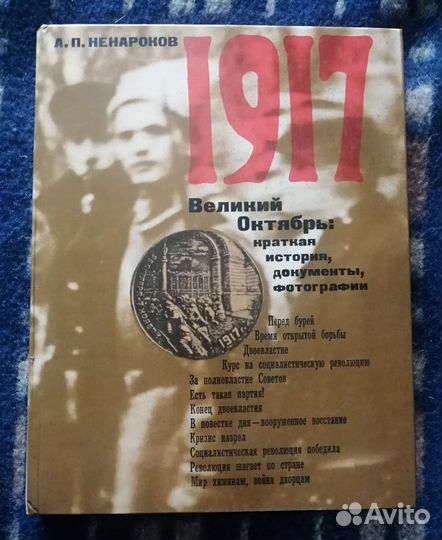 А. П. НЕНАРОКОВ
1917
Великий
Октябрь:
краткая
история,
документы,
фотографии
1917
Перед бурей
Время открытой борьбы
Двоевластие
Курс на социалистическую революцию
За полновластие Советов
Есть такая партия!
Конец двоевластия
В повестке дня — вооруженное восстание
Кризис назрел
Социалистическая революция победила
Революция шагает по стране
Мир хижинам, война дворцам
Avito